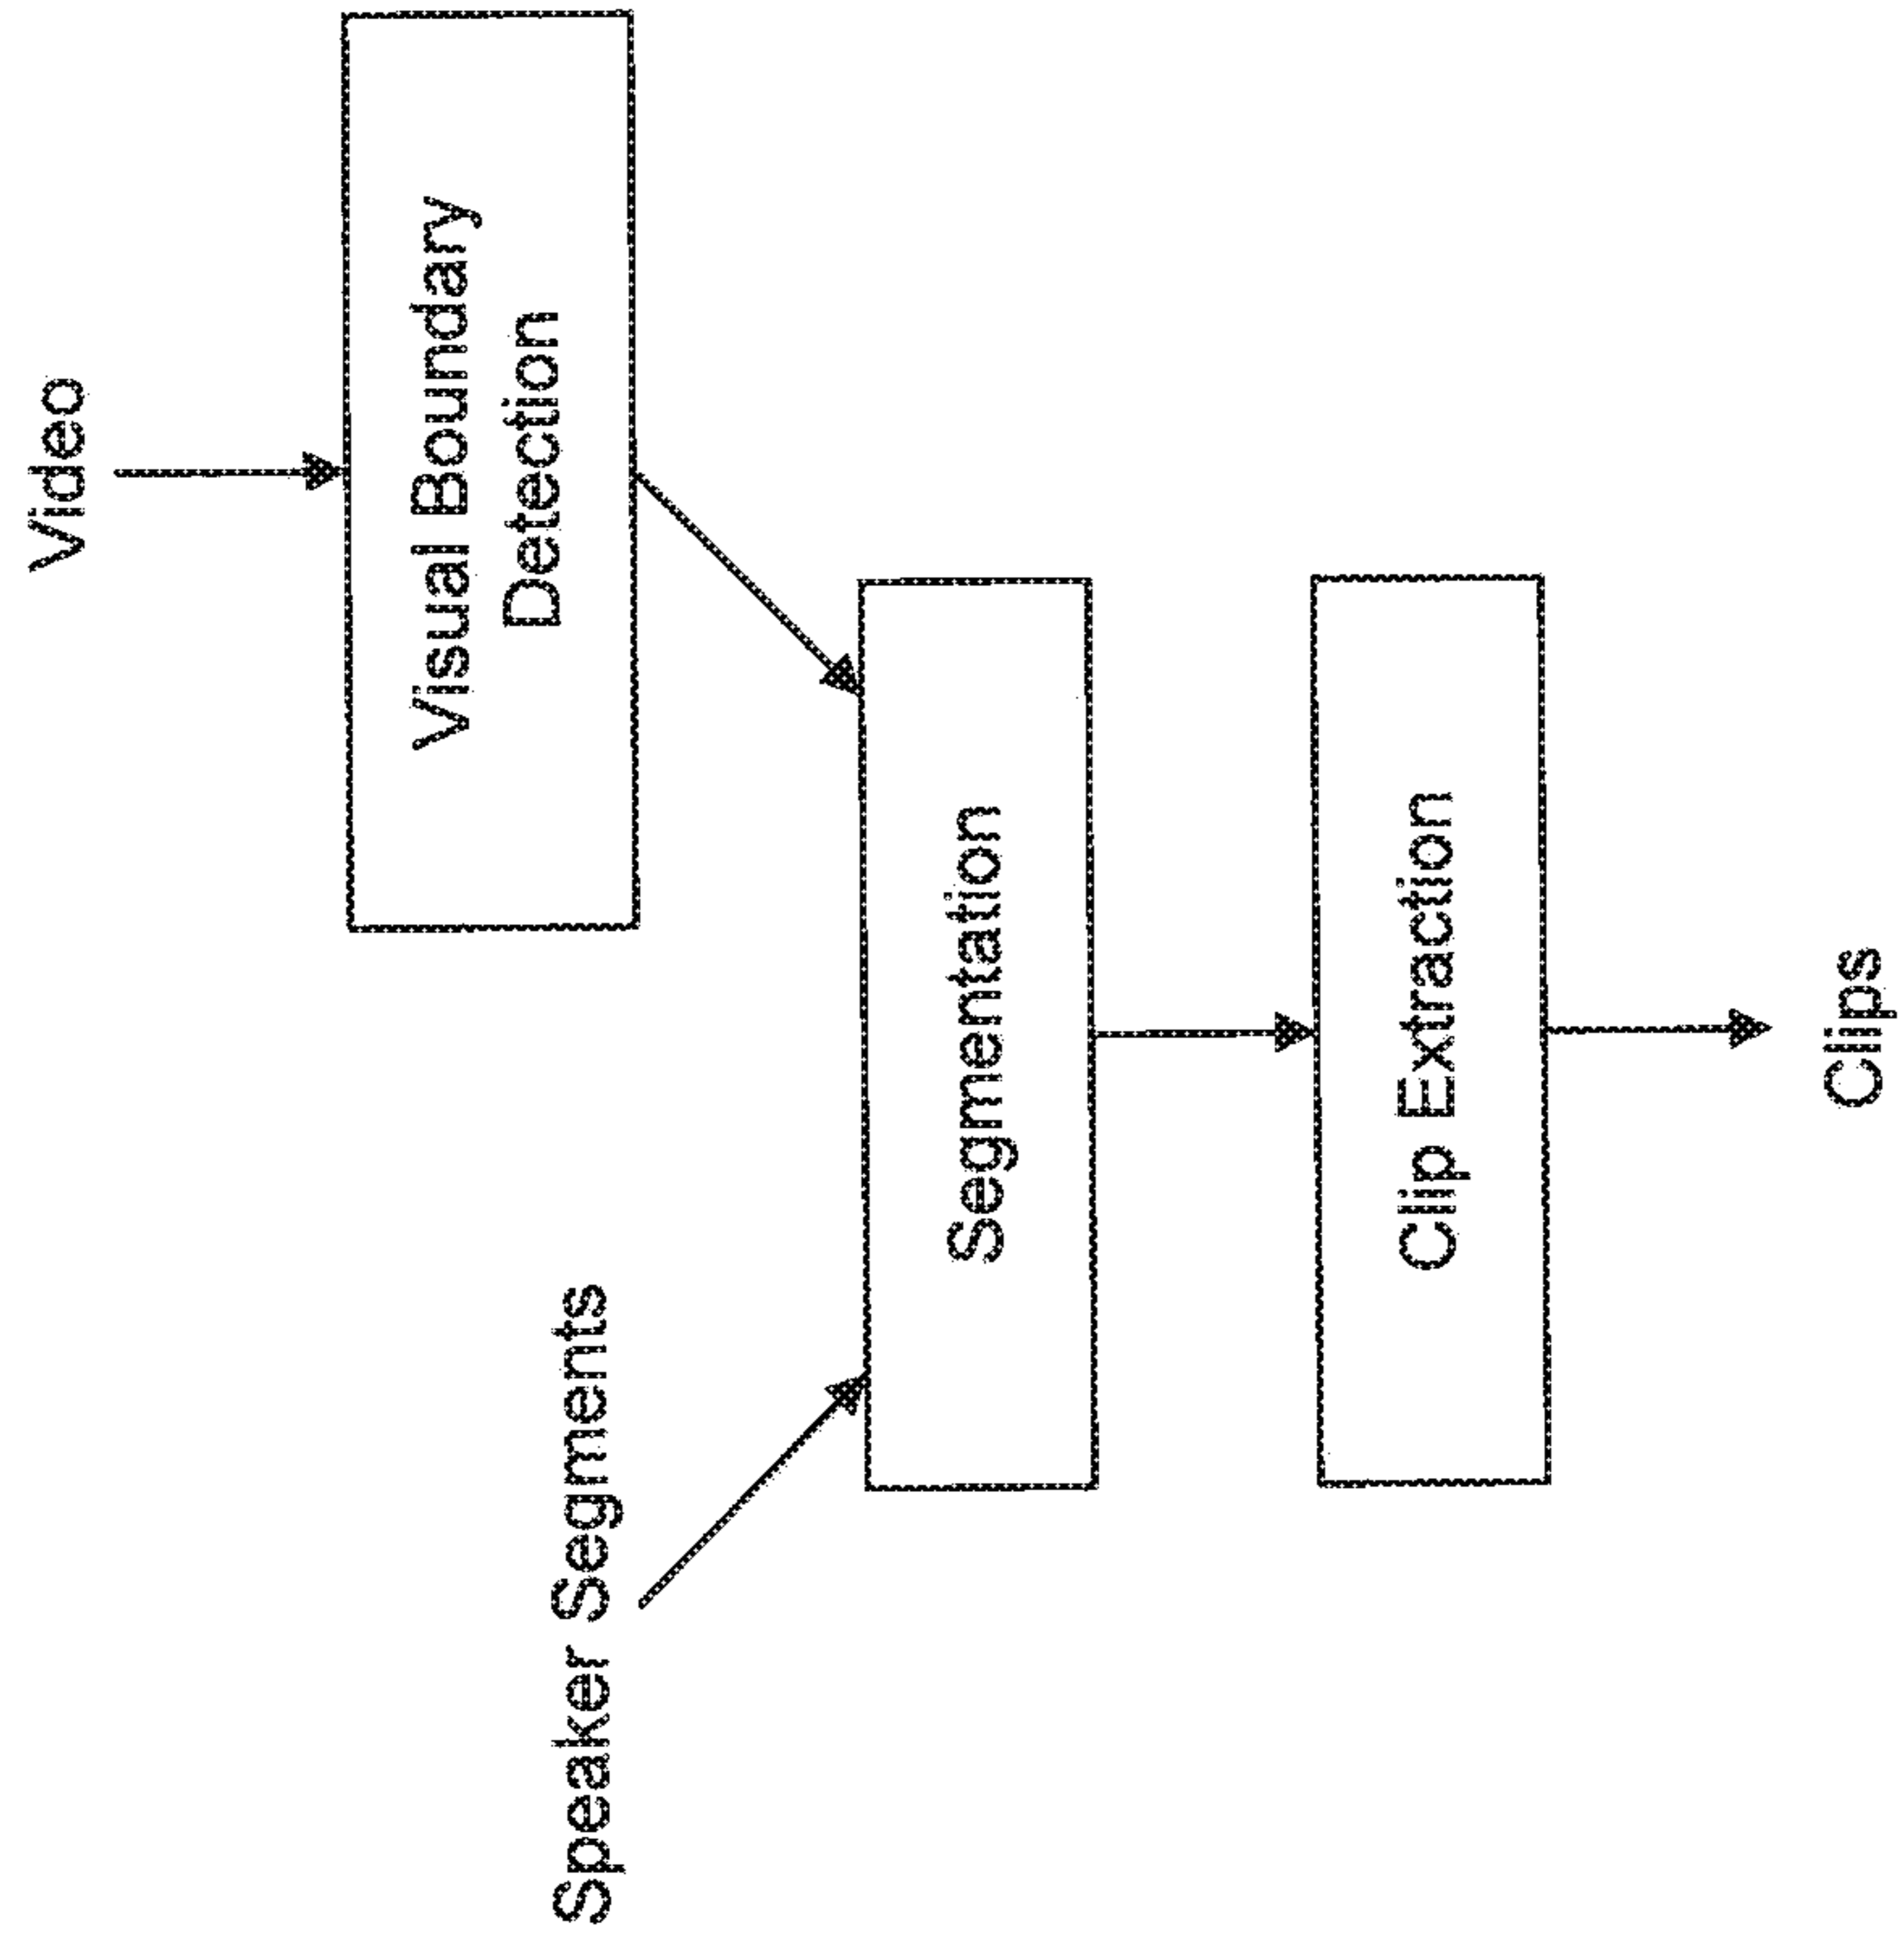 Video
Visual Boundary
Detection
Speaker Segments
Segmentation
Clip Extraction
Clips